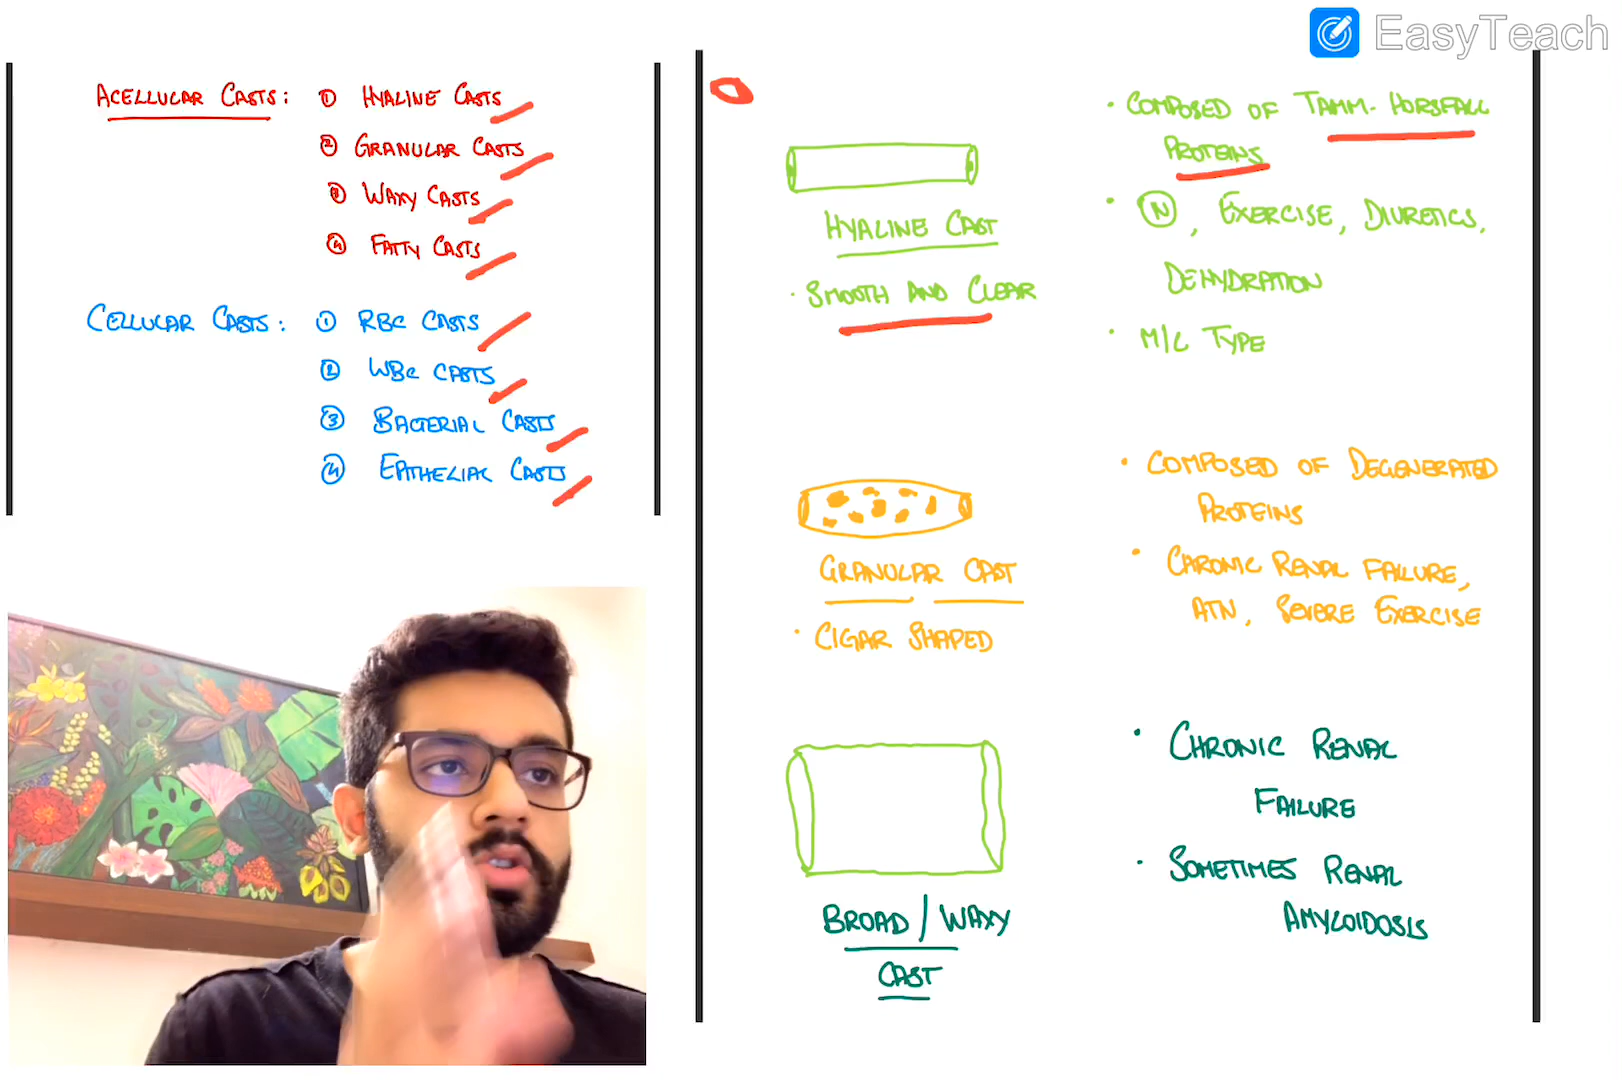 EasyTeach
ACELLULAR CASTS: ① HYALINE CASTS
② GRANULAR CASTS
③ WAXY CASTS
④ FATTY CASTS
CELLULAR CASTS: ① RBC CASTS
② WBC CASTS
③ BACTERIAL CASTS
④ EPITHELIAL CASTS
HYALINE CAST
· SMOOTH AND CLEAR
· COMPOSED OF TAMM-HORSFALL
PROTEINS
· Ⓝ, EXERCISE, DIURETICS,
DEHYDRATION
· M/C TYPE
GRANULAR CAST
· CIGAR SHAPED
· COMPOSED OF DEGENERATED
PROTEINS
· CHRONIC RENAL FAILURE,
ATN, SEVERE EXERCISE
BROAD/WAXY
CAST
· CHRONIC RENAL
FAILURE
· SOMETIMES RENAL
AMYLOIDOSIS